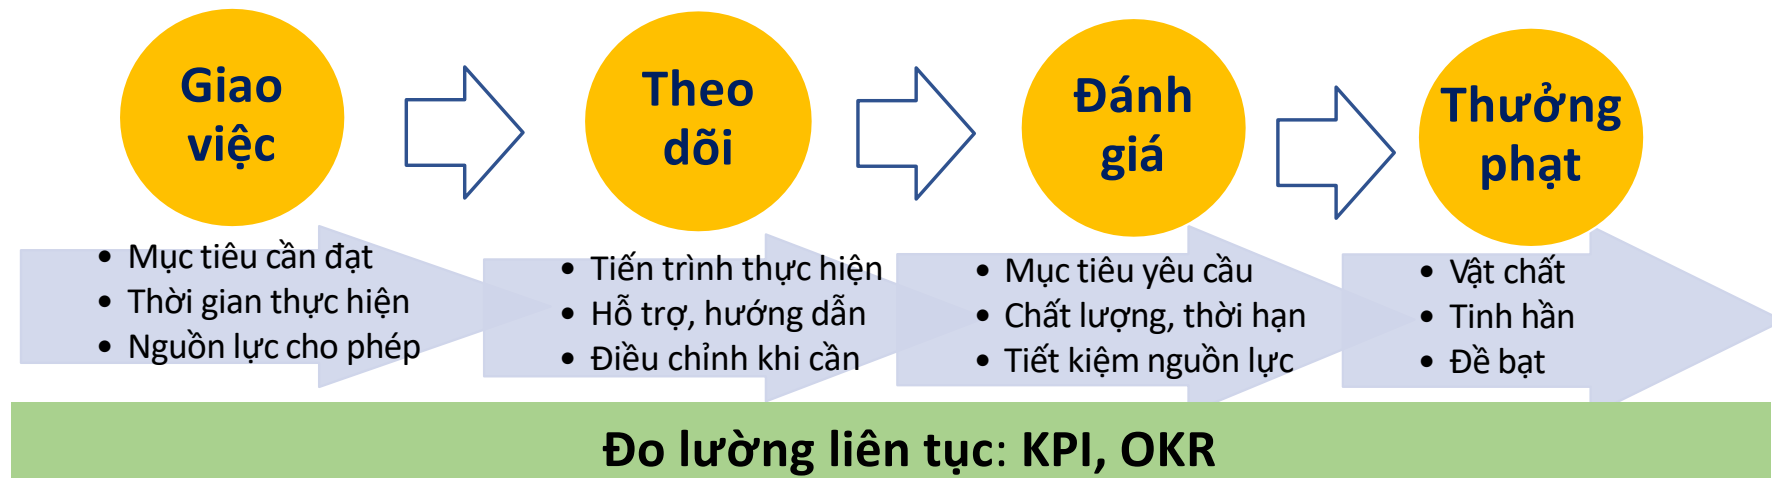 Giao
việc
Theo
dõi
Đánh
giá
Thưởng
phạt
• Mục tiêu cần đạt
• Thời gian thực hiện
• Nguồn lực cho phép
• Tiến trình thực hiện
• Hỗ trợ, hướng dẫn
• Điều chỉnh khi cần
• Mục tiêu yêu cầu
• Chất lượng, thời hạn
• Tiết kiệm nguồn lực
• Vật chất
• Tinh hần
• Đề bạt
Đo lường liên tục: KPI, OKR